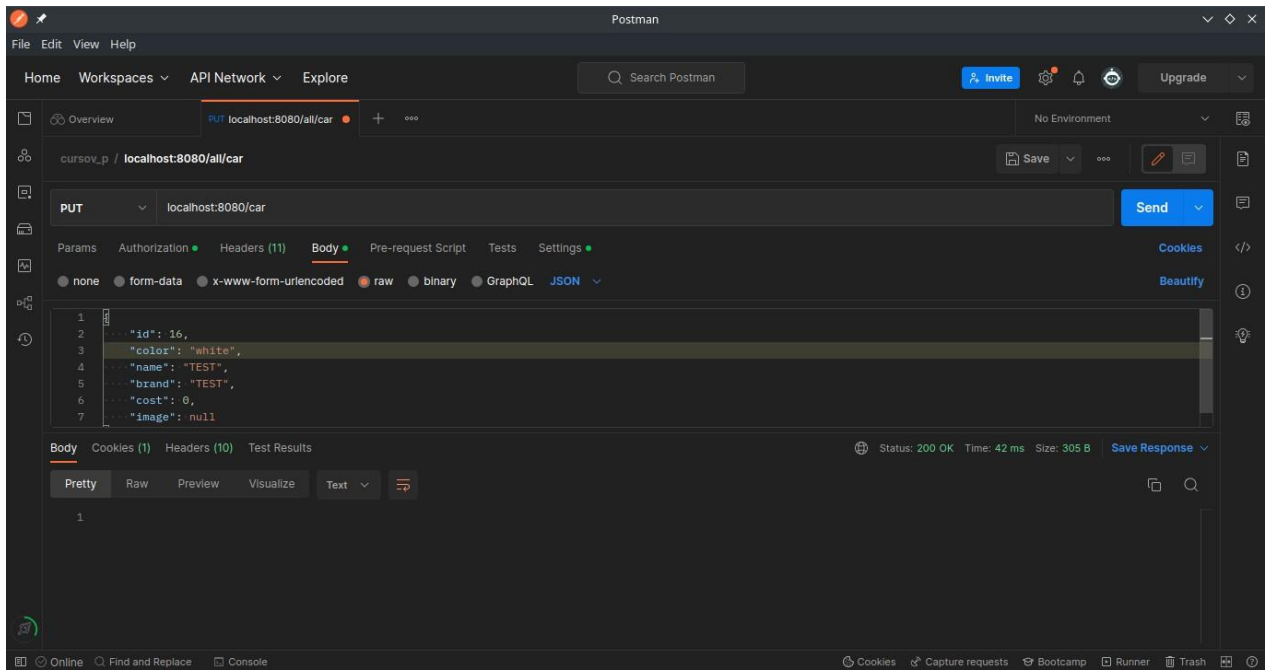 Postman
File Edit View Help
Home Workspaces API Network Explore Search Postman Invite Upgrade
Overview PUT localhost:8080/all/car No Environment
cursov_p / localhost:8080/all/car Save
PUT localhost:8080/car Send
Params Authorization Headers (11) Body Pre-request Script Tests Settings Cookies
none form-data x-www-form-urlencoded raw binary GraphQL JSON Beautify
1 {
2 "id": 16,
3 "color": "white",
4 "name": "TEST",
5 "brand": "TEST",
6 "cost": 0,
7 "image": null
Body Cookies (1) Headers (10) Test Results Status: 200 OK Time: 42 ms Size: 305 B Save Response
Pretty Raw Preview Visualize Text
1
Online Find and Replace Console Cookies Capture requests Bootcamp Runner Trash